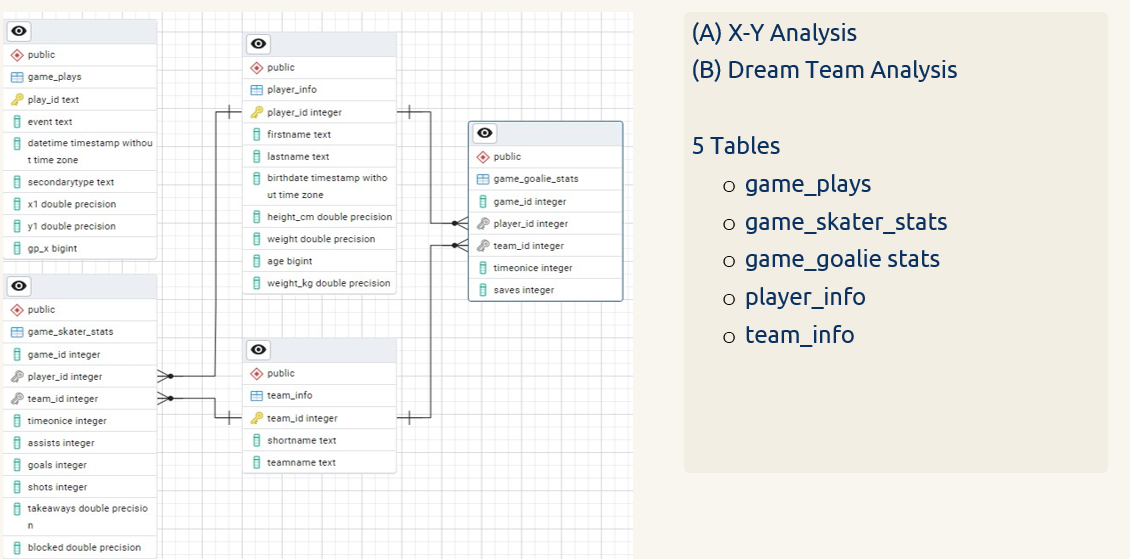 public
game_plays
play_id text
event text
datetime timestamp withou
t time zone
secondarytype text
x1 double precision
y1 double precision
gp_x bigint
public
game_skater_stats
game_id integer
player_id integer
team_id integer
timeonice integer
assists integer
goals integer
shots integer
takeaways double precisio
n
blocked double precision
public
player_info
player_id integer
firstname text
lastname text
birthdate timestamp witho
ut time zone
height_cm double precision
weight double precision
age bigint
weight_kg double precision
public
team_info
team_id integer
shortname text
teamname text
public
game_goalie_stats
game_id integer
player_id integer
team_id integer
timeonice integer
saves integer
(A) X-Y Analysis
(B) Dream Team Analysis
5 Tables
o game_plays
o game_skater_stats
o game_goalie stats
o player_info
o team_info